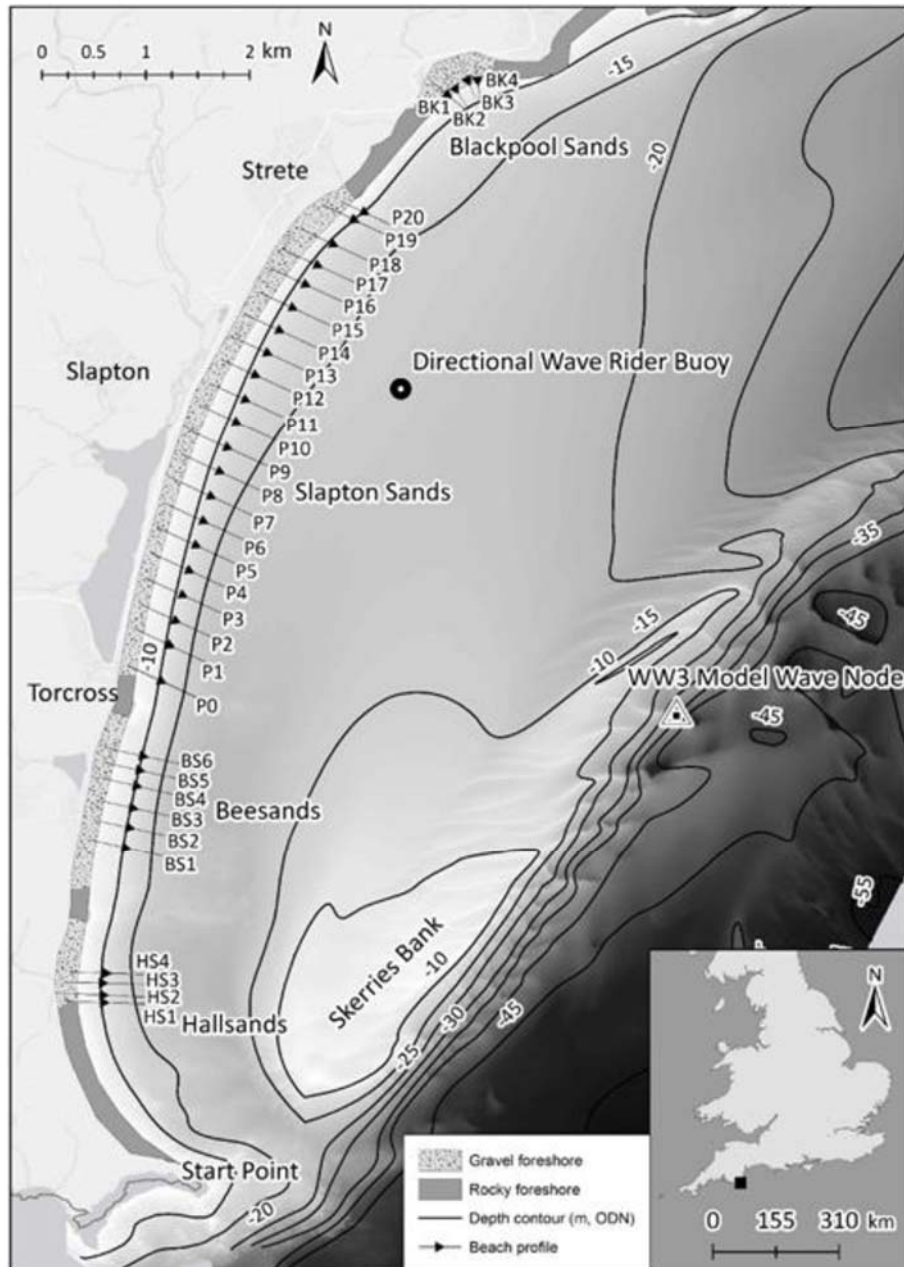 0 0.5 1 2 km
N
-15
BK4
BK1
BK3
BK2
Blackpool Sands
-20
Strete
P20
P19
P18
P17
P16
P15
Slapton
P14
P13
Directional Wave Rider Buoy
P12
P11
P10
P9
P8
Slapton Sands
P7
P6
-35
P5
P4
P3
-15
-45
P2
-10
-10
P1
WW3 Model Wave Node
Torcross
P0
-45
BS6
BS5
BS4
BS3
Beesands
BS2
BS1
-55
Skerries Bank
-10
HS4
HS3
HS2
HS1
Hallsands
-30
-45
-25
Start Point
-20
Gravel foreshore
Rocky foreshore
Depth contour (m, ODN)
Beach profile
N
0 155 310 km